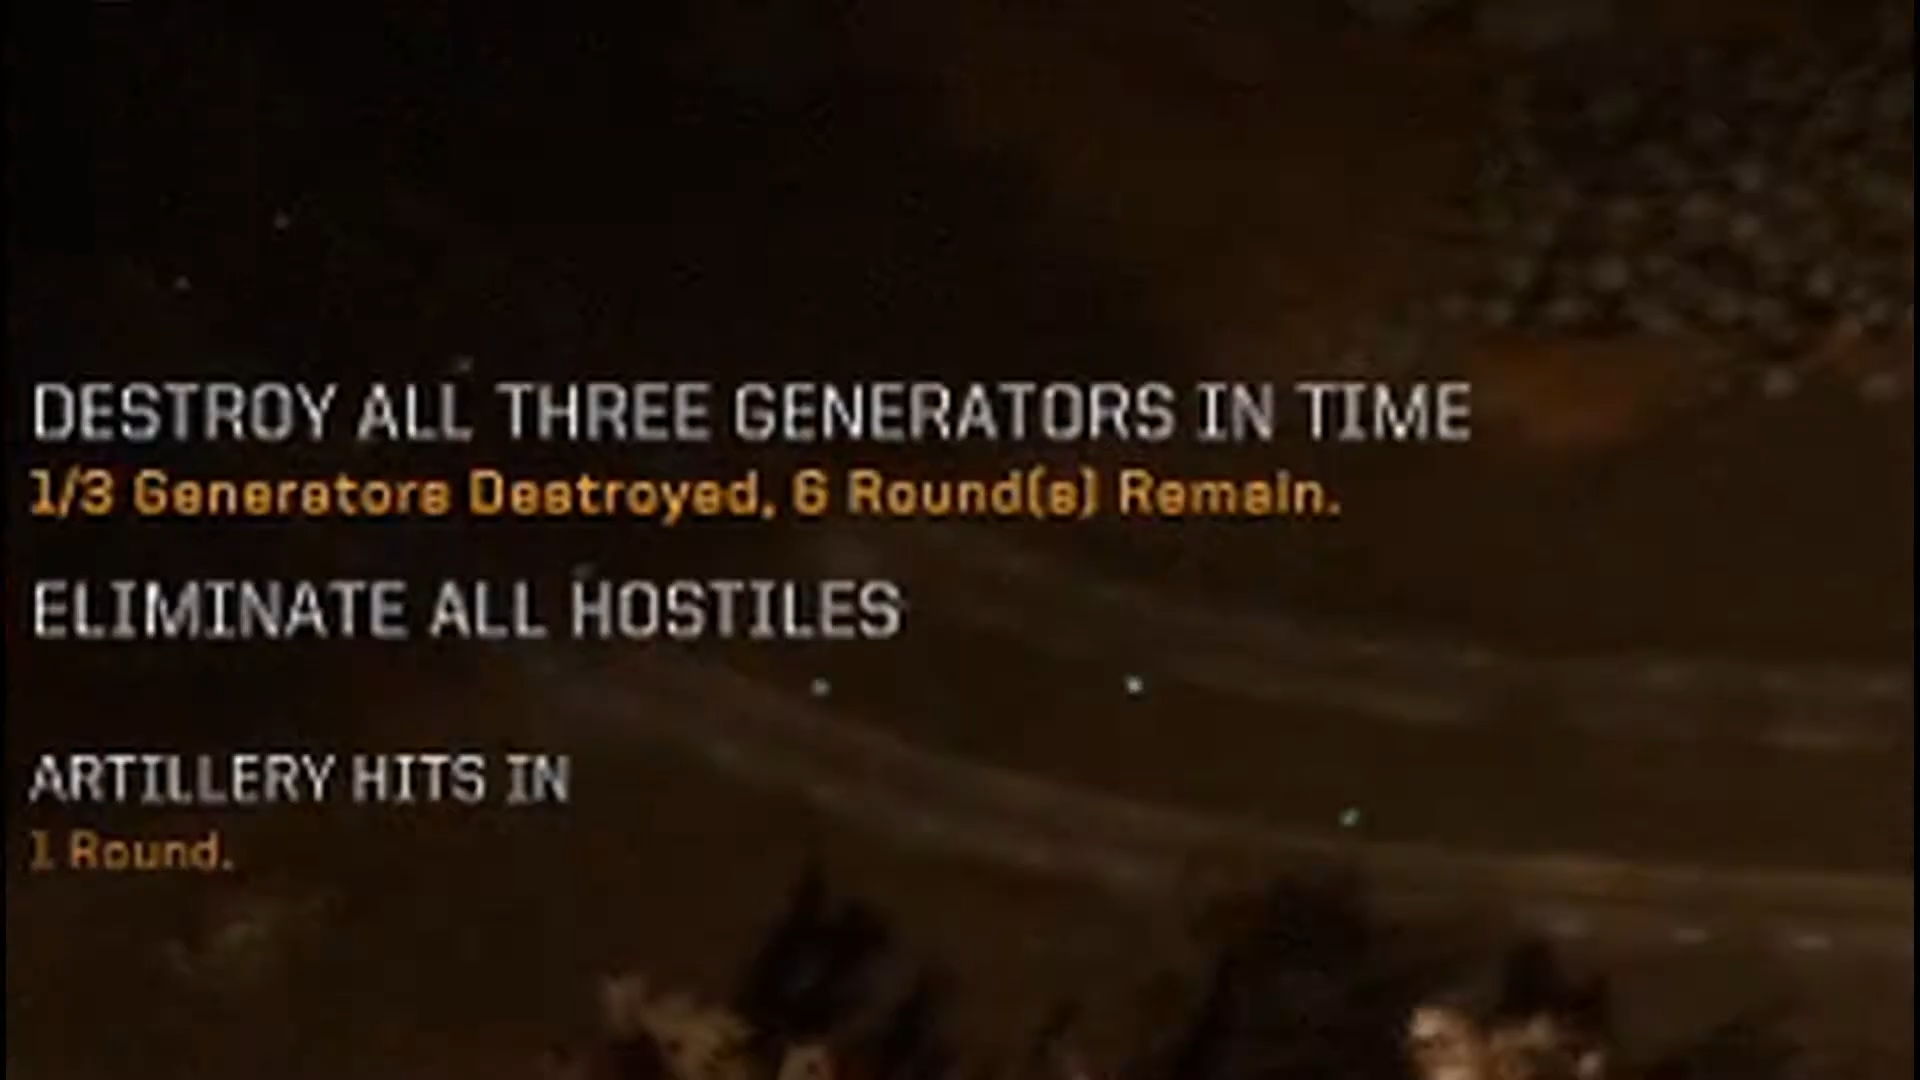 DESTROY ALL THREE GENERATORS IN TIME
1/3 Generators Destroyed, 6 Round(s) Remain.
ELIMINATE ALL HOSTILES
ARTILLERY HITS IN
1 Round.